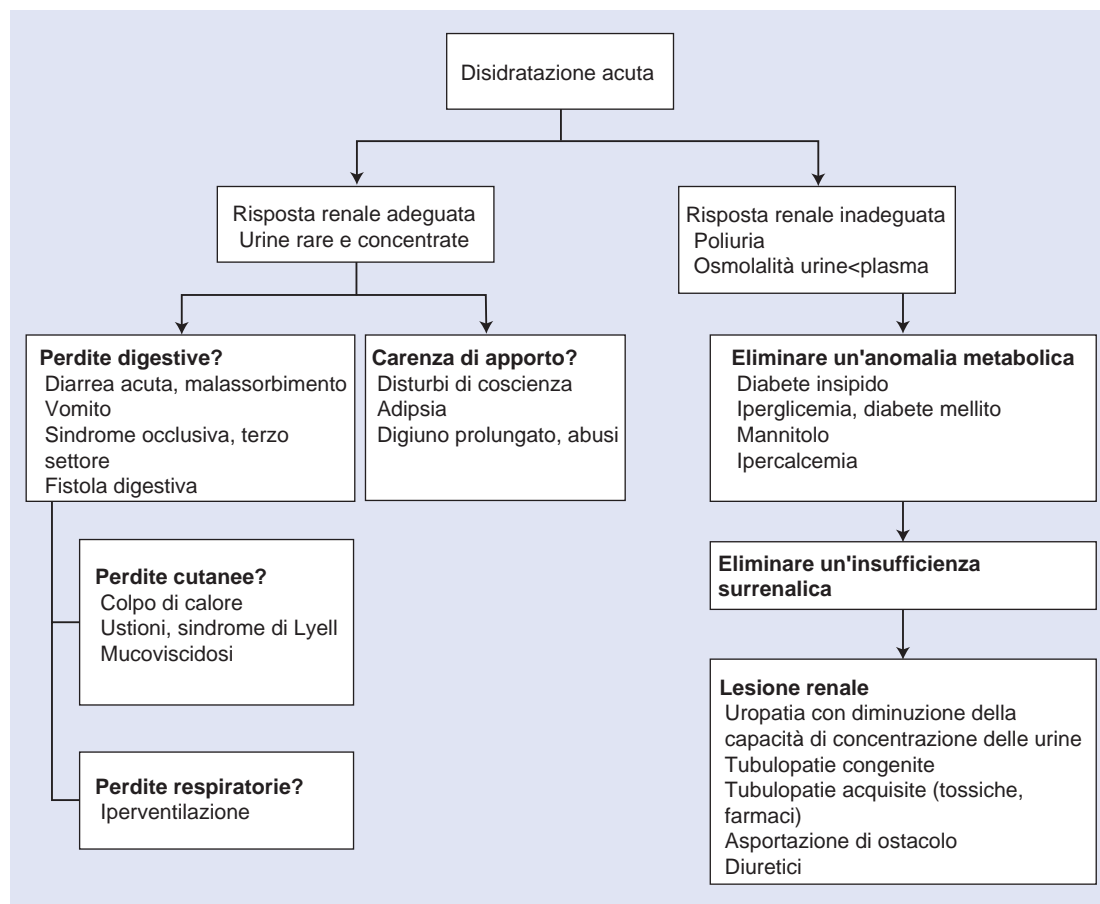 Disidratazione acuta
Risposta renale adeguata
Urine rare e concentrate
Risposta renale inadeguata
Poliuria
Osmolalità urine<plasma
Perdite digestive?
Diarrea acuta, malassorbimento
Vomito
Sindrome occlusiva, terzo
settore
Fistola digestiva
Carenza di apporto?
Disturbi di coscienza
Adipsia
Digiuno prolungato, abusi
Eliminare un'anomalia metabolica
Diabete insipido
Iperglicemia, diabete mellito
Mannitolo
Ipercalcemia
Perdite cutanee?
Colpo di calore
Ustioni, sindrome di Lyell
Mucoviscidosi
Eliminare un'insufficienza
surrenalica
Perdite respiratorie?
Iperventilazione
Lesione renale
Uropatia con diminuzione della
capacità di concentrazione delle urine
Tubulopatie congenite
Tubulopatie acquisite (tossiche,
farmaci)
Asportazione di ostacolo
Diuretici